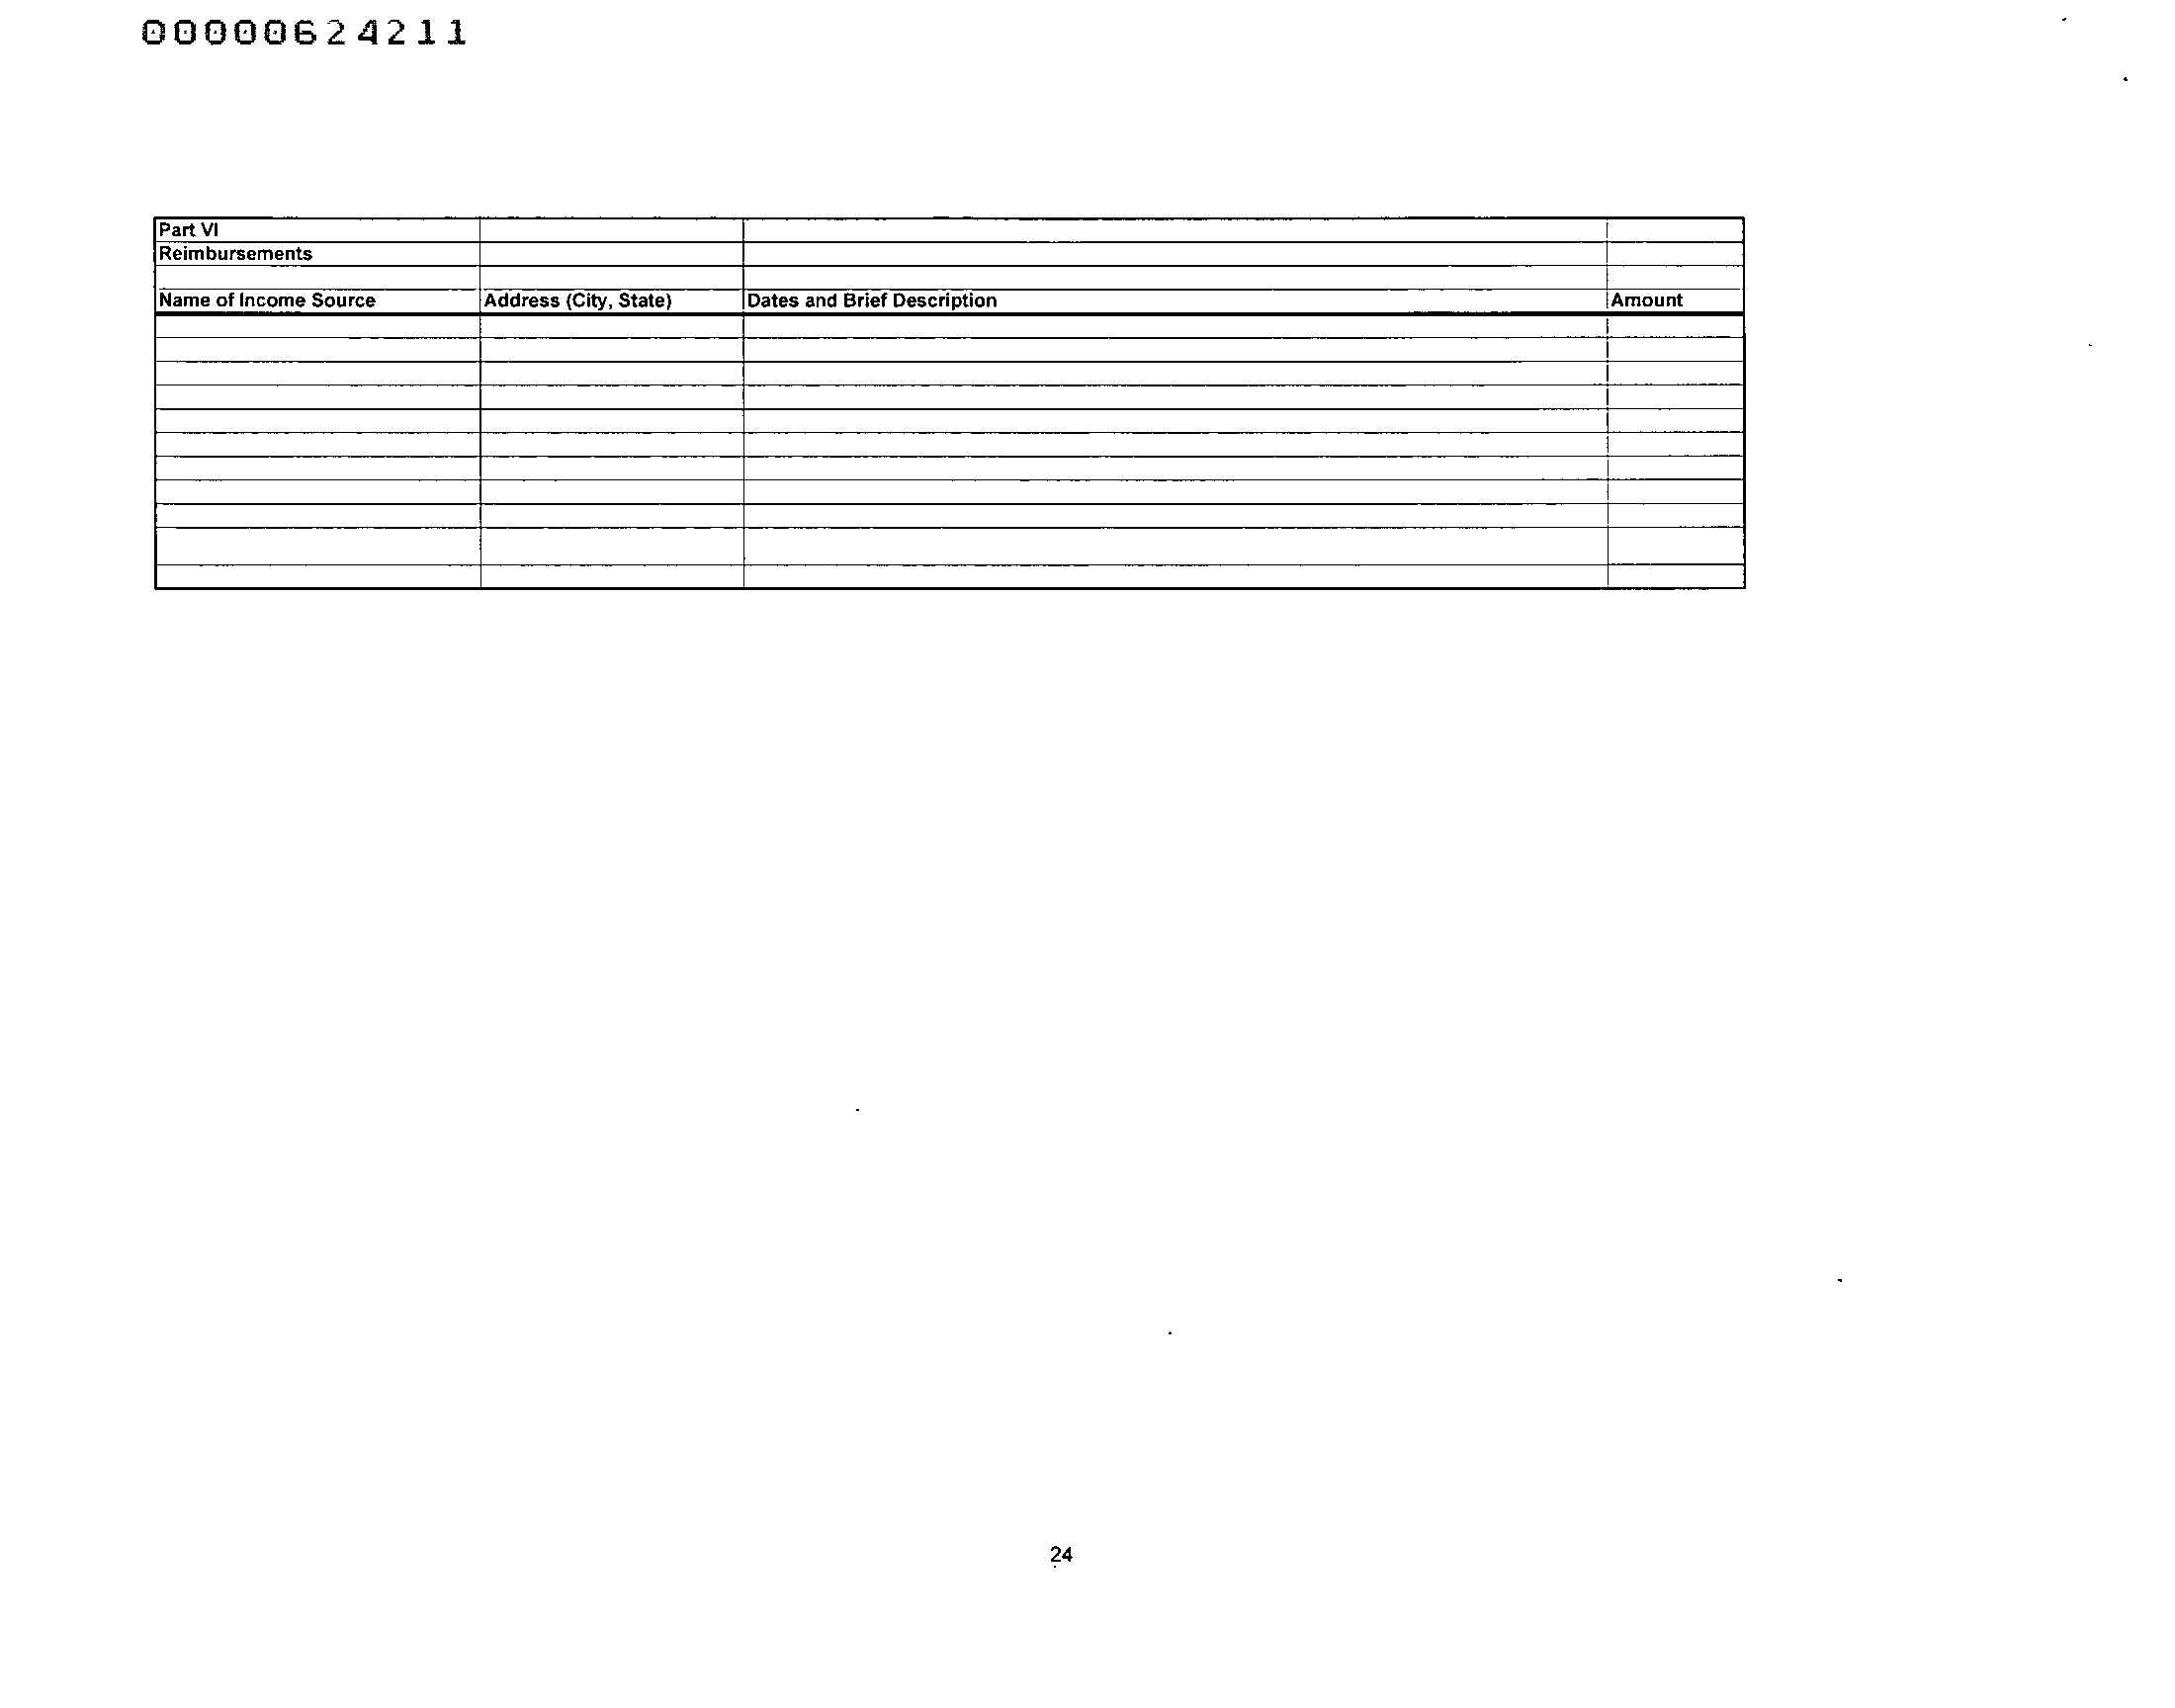 00000624211
Part VI
Reimbursements
Name of Income Source Address (City, State) Dates and Brief Description Amount
24